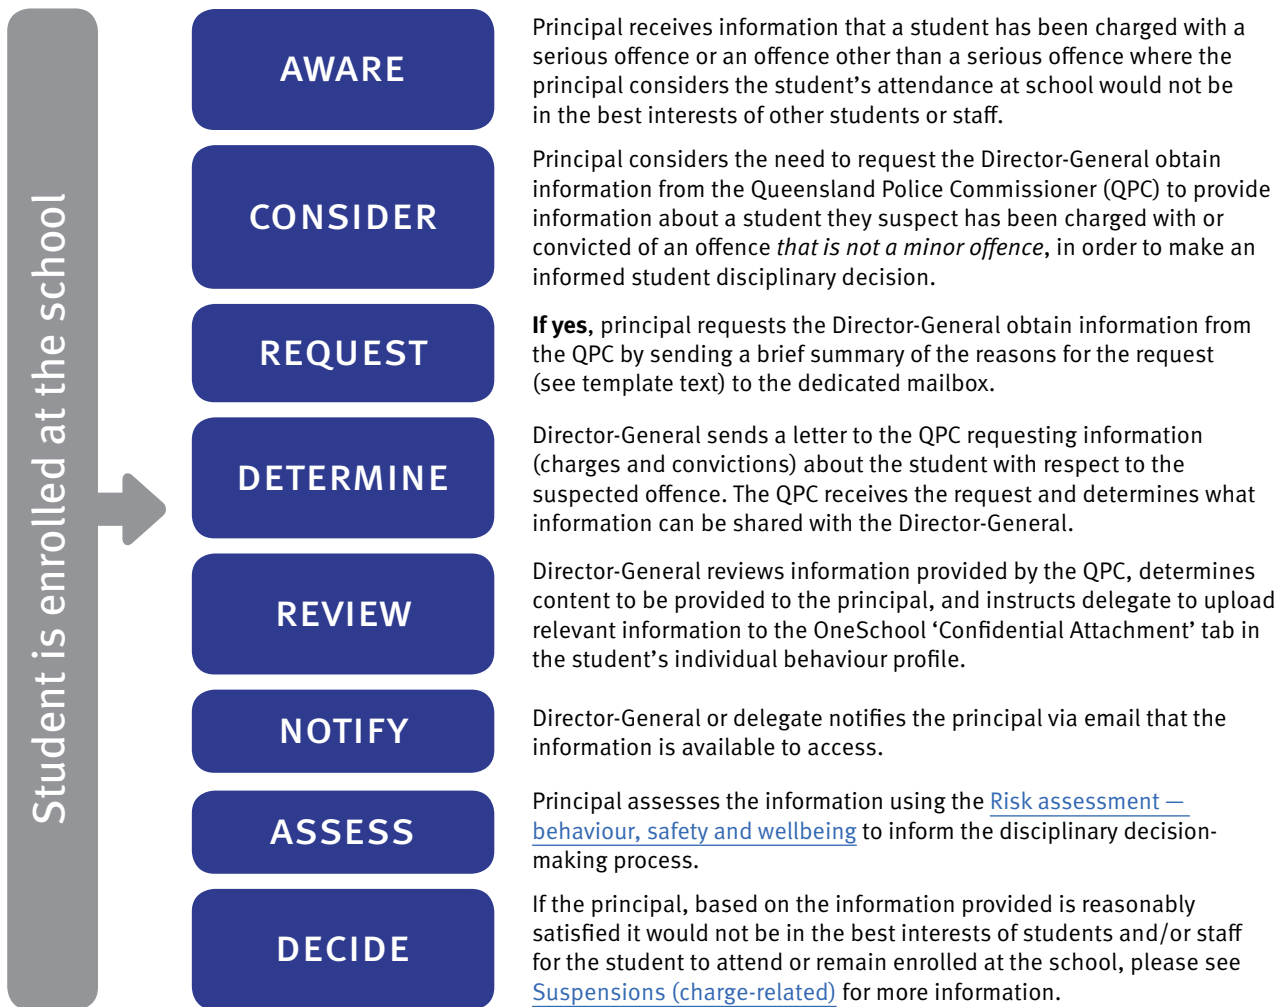 Student is enrolled at the school
AWARE
Principal receives information that a student has been charged with a
serious offence or an offence other than a serious offence where the
principal considers the student’s attendance at school would not be
in the best interests of other students or staff.
CONSIDER
Principal considers the need to request the Director-General obtain
information from the Queensland Police Commissioner (QPC) to provide
information about a student they suspect has been charged with or
convicted of an offence that is not a minor offence, in order to make an
informed student disciplinary decision.
REQUEST
If yes, principal requests the Director-General obtain information from
the QPC by sending a brief summary of the reasons for the request
(see template text) to the dedicated mailbox.
DETERMINE
Director-General sends a letter to the QPC requesting information
(charges and convictions) about the student with respect to the
suspected offence. The QPC receives the request and determines what
information can be shared with the Director-General.
REVIEW
Director-General reviews information provided by the QPC, determines
content to be provided to the principal, and instructs delegate to upload
relevant information to the OneSchool ‘Confidential Attachment’ tab in
the student’s individual behaviour profile.
NOTIFY
Director-General or delegate notifies the principal via email that the
information is available to access.
ASSESS
Principal assesses the information using the Risk assessment —
behaviour, safety and wellbeing to inform the disciplinary decision-
making process.
DECIDE
If the principal, based on the information provided is reasonably
satisfied it would not be in the best interests of students and/or staff
for the student to attend or remain enrolled at the school, please see
Suspensions (charge-related) for more information.